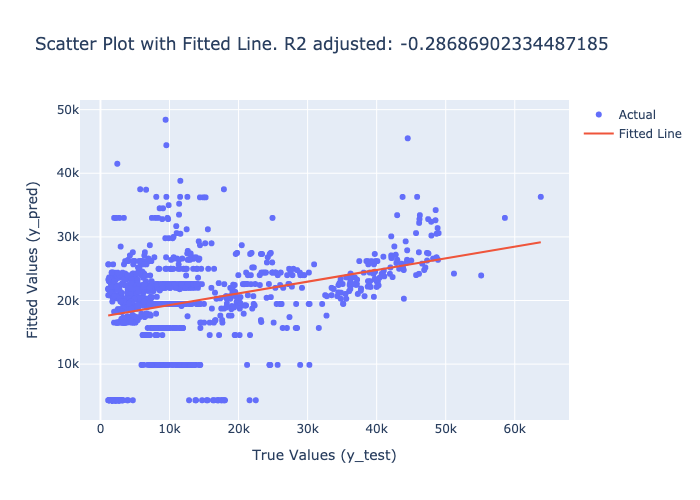 Scatter Plot with Fitted Line. R2 adjusted: -0.28686902334487185
50k
40k
30k
20k
10k
Fitted Values (y_pred)
0
10k
20k
30k
40k
50k
60k
True Values (y_test)
Actual
Fitted Line